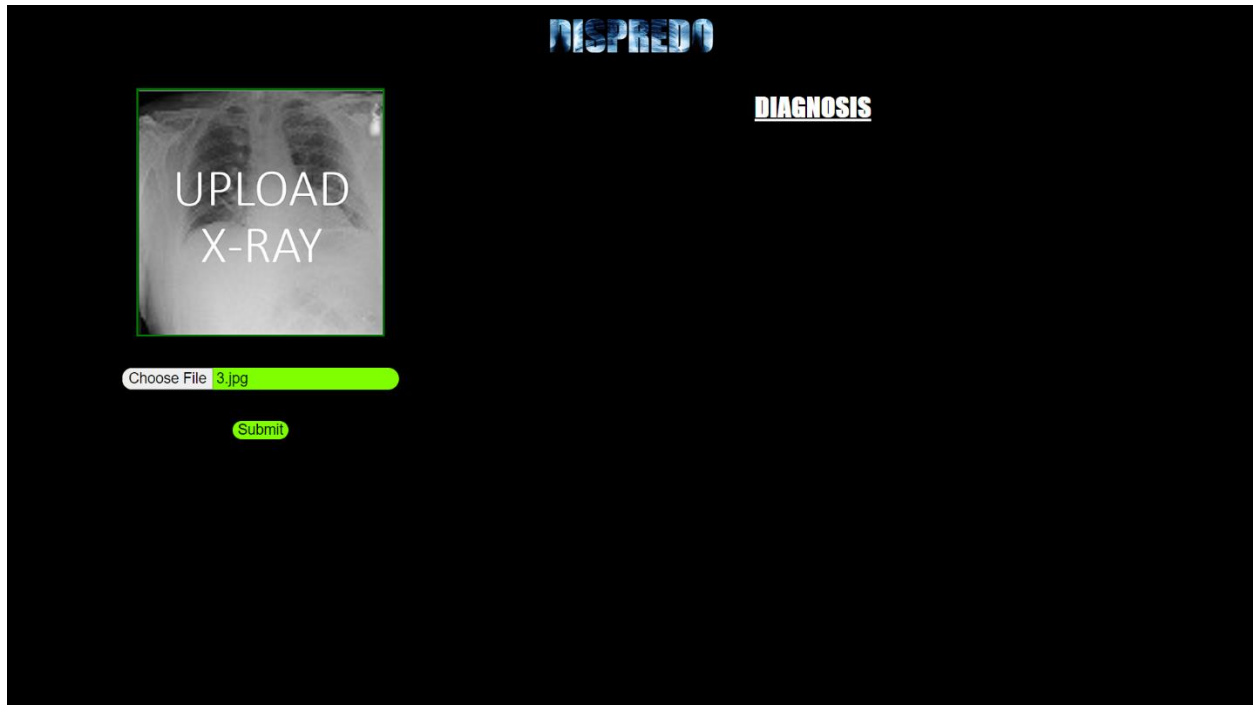 DISPREDO
DIAGNOSIS
UPLOAD
X-RAY
Choose File 3.jpg
Submit